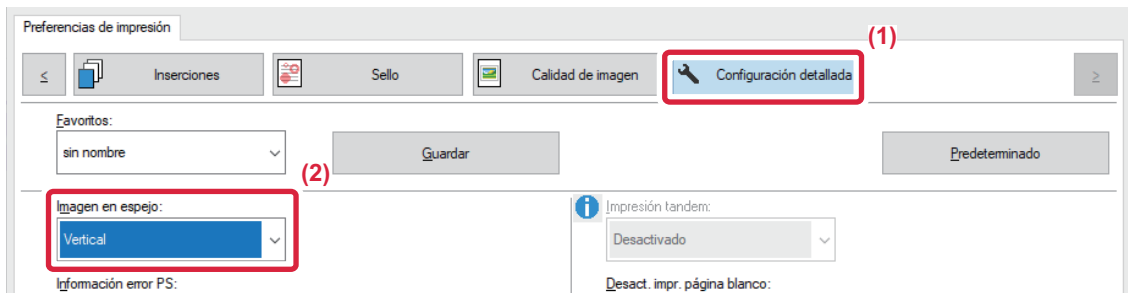 Preferencias de impresión
(1)
< Inserciones Sello Calidad de imagen Configuración detallada >
Favoritos:
sin nombre Guardar Predeterminado
(2)
Imagen en espejo: Impresión tandem:
Vertical Desactivado
Información error PS: Desact. impr. página blanco: